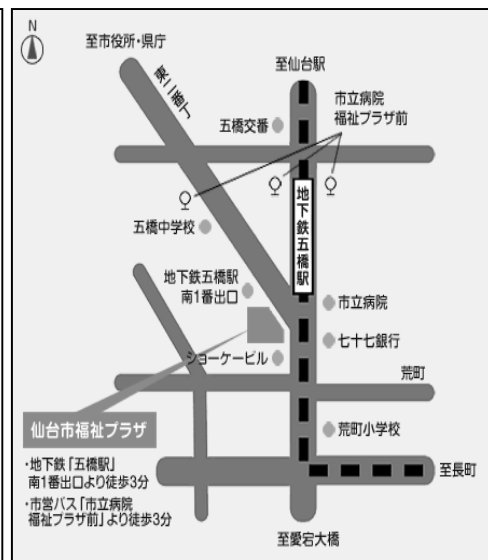 N
至市役所・県庁
東二番丁
至仙台駅
市立病院
福祉プラザ前
五橋交番
地下鉄五橋駅
五橋中学校
地下鉄五橋駅
南1番出口
市立病院
七十七銀行
ショーケービル
荒町
仙台市福祉プラザ
荒町小学校
・地下鉄「五橋駅」
南1番出口より徒歩3分
・市営バス「市立病院
福祉プラザ前」より徒歩3分
至長町
至愛宕大橋